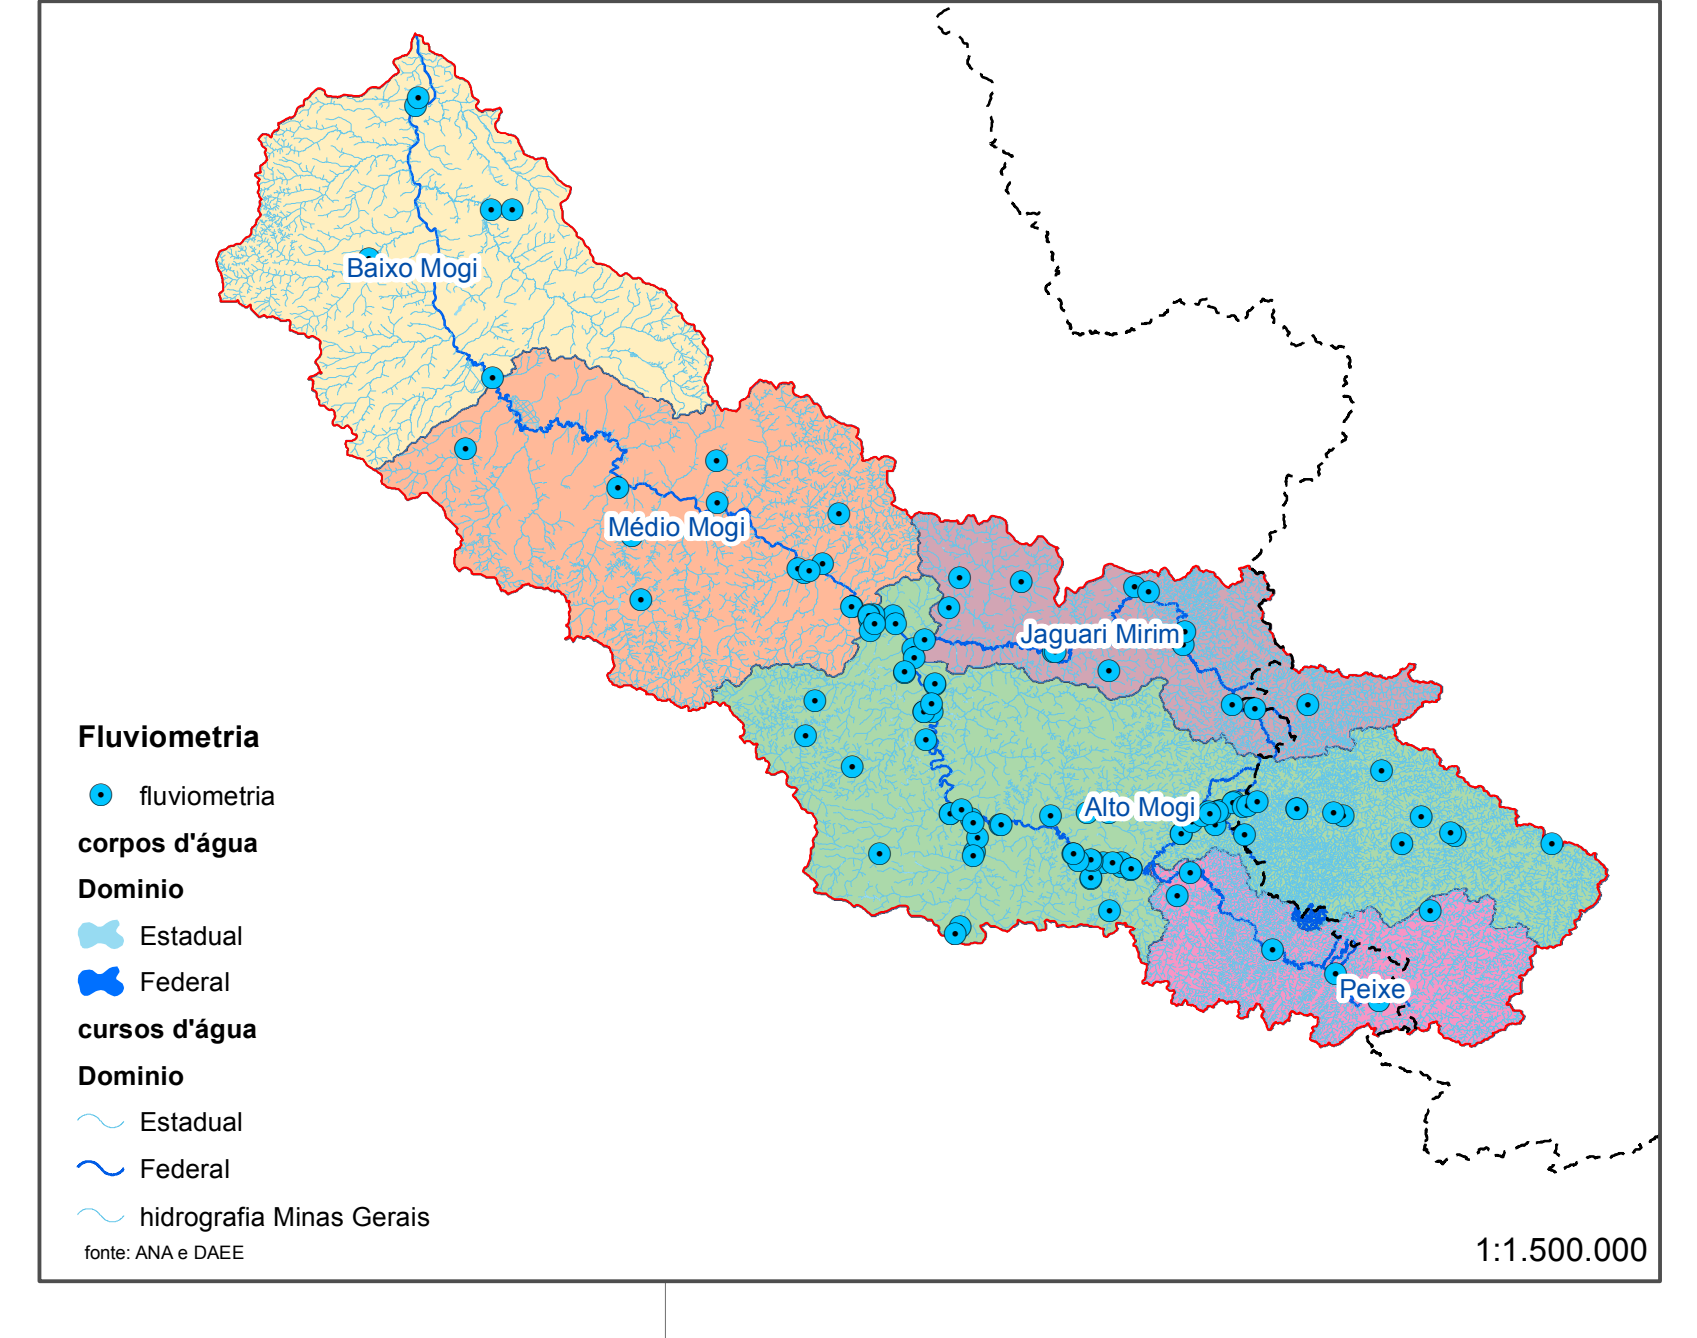 Baixo Mogi
Médio Mogi
Jaguari Mirim
Alto Mogi
Peixe
Fluviometria
fluviometria
corpos d'água
Dominio
Estadual
Federal
cursos d'água
Dominio
Estadual
Federal
hidrografia Minas Gerais
fonte: ANA e DAEE
1:1.500.000